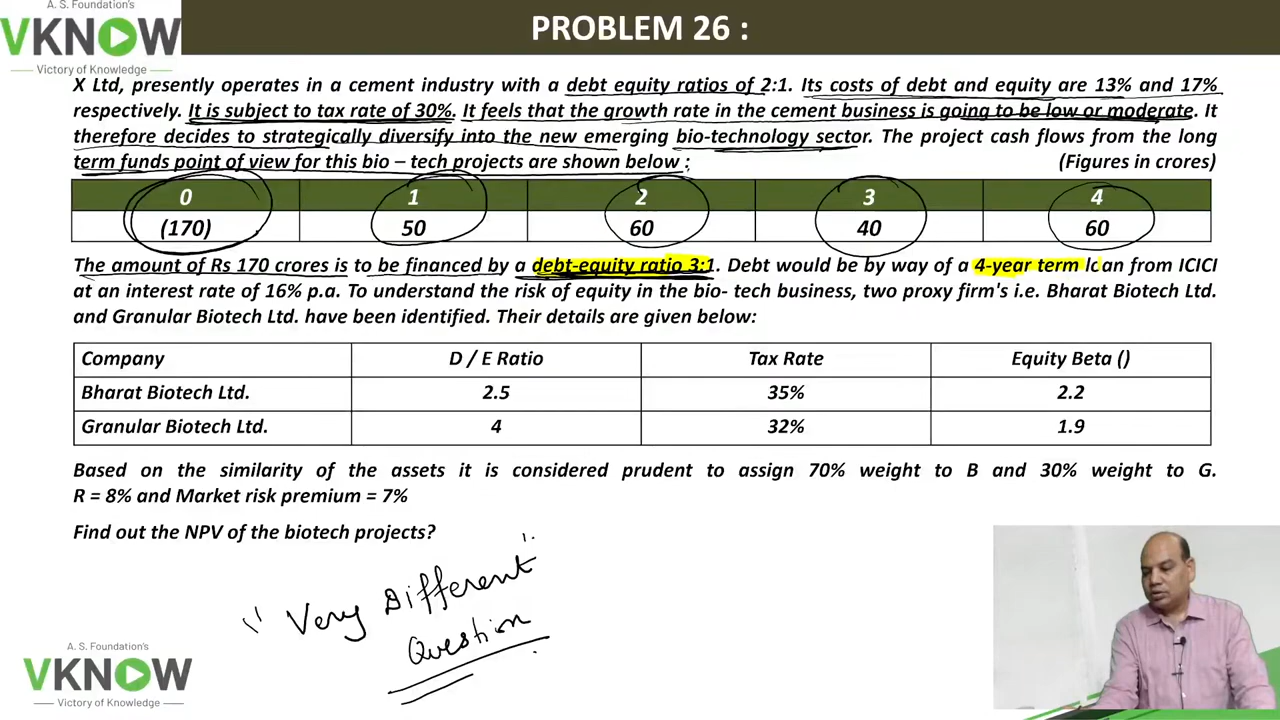 A. S. Foundation's
VKNOW
Victory of Knowledge
PROBLEM 26 :
X Ltd, presently operates in a cement industry with a debt equity ratios of 2:1. Its costs of debt and equity are 13% and 17%
respectively. It is subject to tax rate of 30%. It feels that the growth rate in the cement business is going to be low or moderate. It
therefore decides to strategically diversify into the new emerging bio-technology sector. The project cash flows from the long
term funds point of view for this bio – tech projects are shown below : (Figures in crores)
0 1 2 3 4
(170) 50 60 40 60
The amount of Rs 170 crores is to be financed by a debt-equity ratio 3:1. Debt would be by way of a 4-year term loan from ICICI
at an interest rate of 16% p.a. To understand the risk of equity in the bio- tech business, two proxy firm's i.e. Bharat Biotech Ltd.
and Granular Biotech Ltd. have been identified. Their details are given below:
Company D / E Ratio Tax Rate Equity Beta ()
Bharat Biotech Ltd. 2.5 35% 2.2
Granular Biotech Ltd. 4 32% 1.9
Based on the similarity of the assets it is considered prudent to assign 70% weight to B and 30% weight to G.
R = 8% and Market risk premium = 7%
Find out the NPV of the biotech projects?
"Very Different
Question"
A. S. Foundation's
VKNOW
Victory of Knowledge